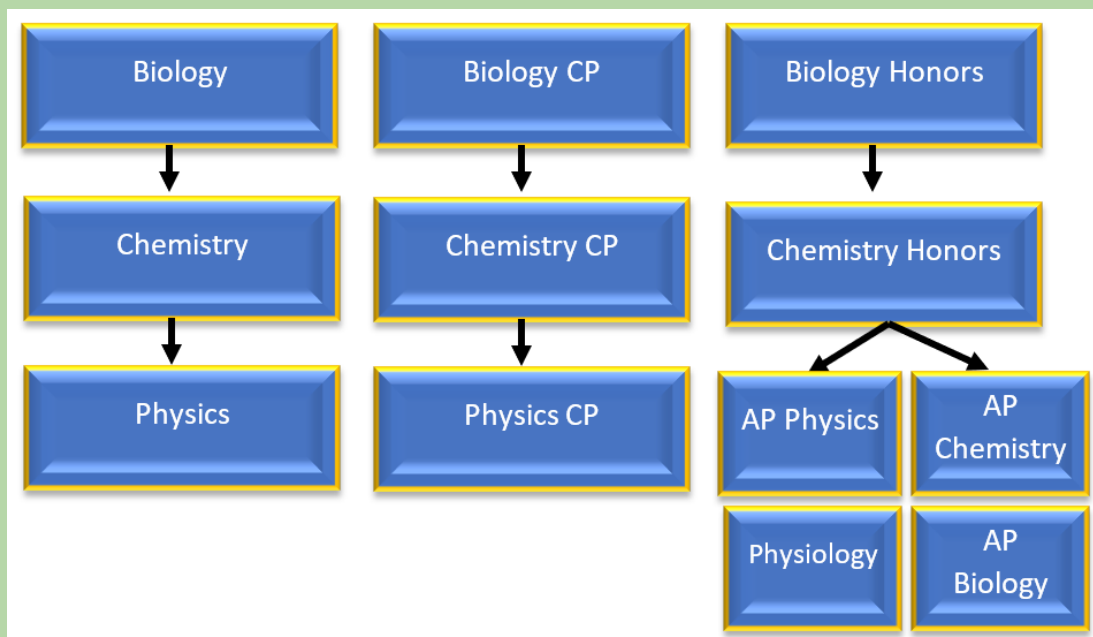 Biology
Biology CP
Biology Honors
Chemistry
Chemistry CP
Chemistry Honors
Physics
Physics CP
AP Physics
AP
Chemistry
Physiology
AP
Biology